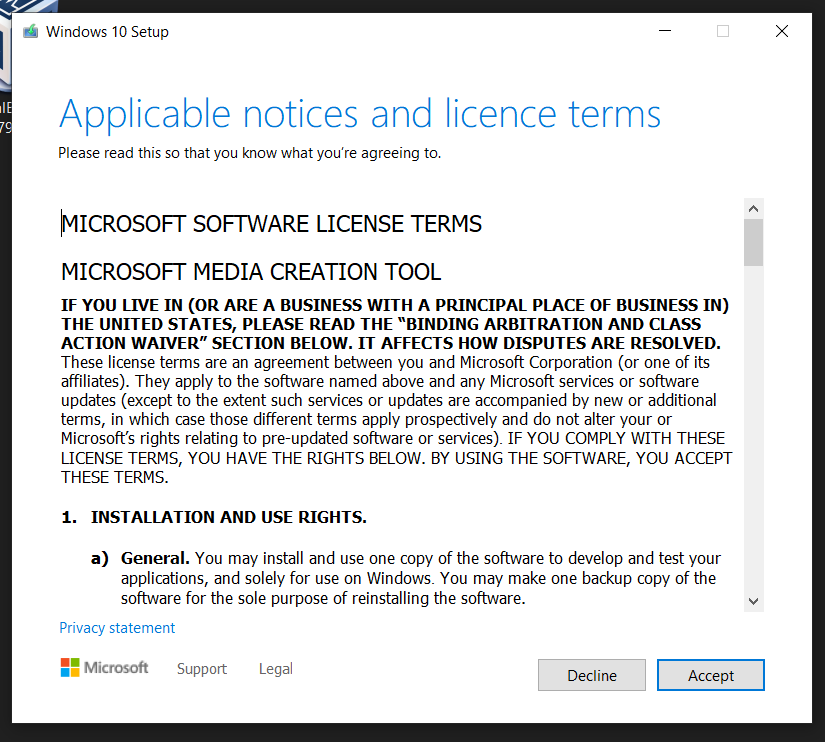 Windows 10 Setup
Applicable notices and licence terms
Please read this so that you know what you're agreeing to.
MICROSOFT SOFTWARE LICENSE TERMS
MICROSOFT MEDIA CREATION TOOL
IF YOU LIVE IN (OR ARE A BUSINESS WITH A PRINCIPAL PLACE OF BUSINESS IN)
THE UNITED STATES, PLEASE READ THE “BINDING ARBITRATION AND CLASS
ACTION WAIVER” SECTION BELOW. IT AFFECTS HOW DISPUTES ARE RESOLVED.
These license terms are an agreement between you and Microsoft Corporation (or one of its
affiliates). They apply to the software named above and any Microsoft services or software
updates (except to the extent such services or updates are accompanied by new or additional
terms, in which case those different terms apply prospectively and do not alter your or
Microsoft’s rights relating to pre-updated software or services). IF YOU COMPLY WITH THESE
LICENSE TERMS, YOU HAVE THE RIGHTS BELOW. BY USING THE SOFTWARE, YOU ACCEPT
THESE TERMS.
1. INSTALLATION AND USE RIGHTS.
a) General. You may install and use one copy of the software to develop and test your
applications, and solely for use on Windows. You may make one backup copy of the
software for the sole purpose of reinstalling the software.
Privacy statement
Microsoft Support Legal Decline Accept